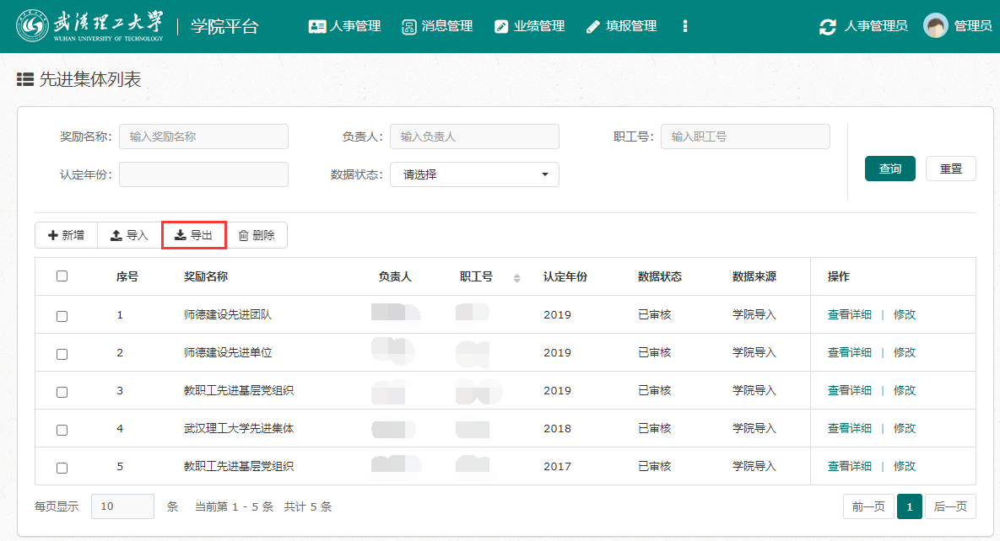 武汉理工大学
WUHAN UNIVERSITY OF TECHNOLOGY
学院平台
人事管理 消息管理 业绩管理 填报管理
人事管理员 管理员
先进集体列表
奖励名称: 输入奖励名称 负责人: 输入负责人 职工号: 输入职工号
认定年份: 数据状态: 请选择
查询 重置
新增 导入 导出 删除
序号 奖励名称 负责人 职工号 认定年份 数据状态 数据来源 操作
1 师德建设先进团队 2019 已审核 学院导入 查看详细 | 修改
2 师德建设先进单位 2019 已审核 学院导入 查看详细 | 修改
3 教职工先进基层党组织 2019 已审核 学院导入 查看详细 | 修改
4 武汉理工大学先进集体 2018 已审核 学院导入 查看详细 | 修改
5 教职工先进基层党组织 2017 已审核 学院导入 查看详细 | 修改
每页显示 10 条 当前第 1 - 5 条 共计 5 条 前一页 1 后一页